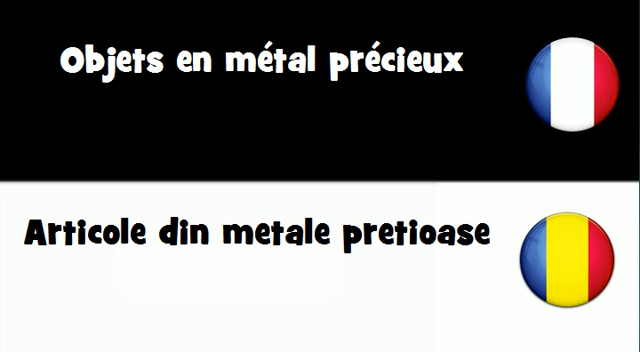 Objets en métal précieux
Articole din metale pretioase